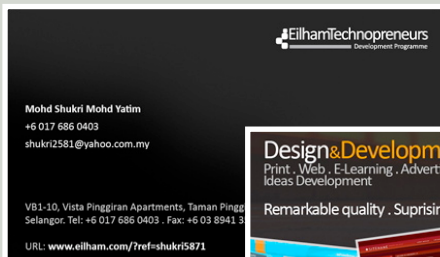 EilhamTechnopreneurs
Development Programme
Mohd Shukri Mohd Yatim
+6 017 686 0403
shukri2581@yahoo.com.my
VB1-10, Vista Pinggiran Apartments, Taman
Selangor. Tel: +6 017 686 0403 . Fax: +6 03 8941
URL: www.eilham.com/?ref=shukri5871
Design&Developm
Print . Web . E-Learning . Advert
Ideas Development
Remarkable quality . Suprisin